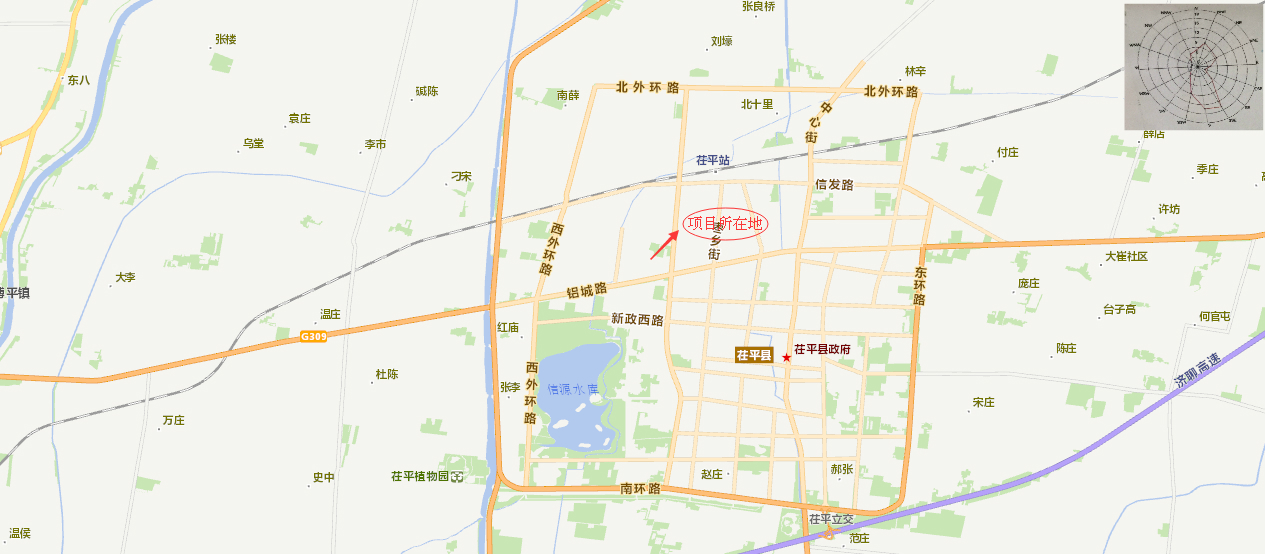 张良桥
张楼
刘壕
东八
林辛
碱陈
南薛
北外环路
北外环路
北十里
中心街
袁庄
乌堂
李市
薛店
付庄
茌平站
季庄
刁宋
信发路
许坊
项目所在地
枣乡街
西外环路
大崔社区
东环路
大李
庞庄
博平镇
铝城路
台子高
温庄
何官屯
新政西路
红庙
G309
茌平县
茌平县政府
陈庄
济聊高速
杜陈
西外环路
张李
信源水库
宋庄
万庄
郝张
茌平植物园
史中
赵庄
南环路
茌平立交
温侯
范庄